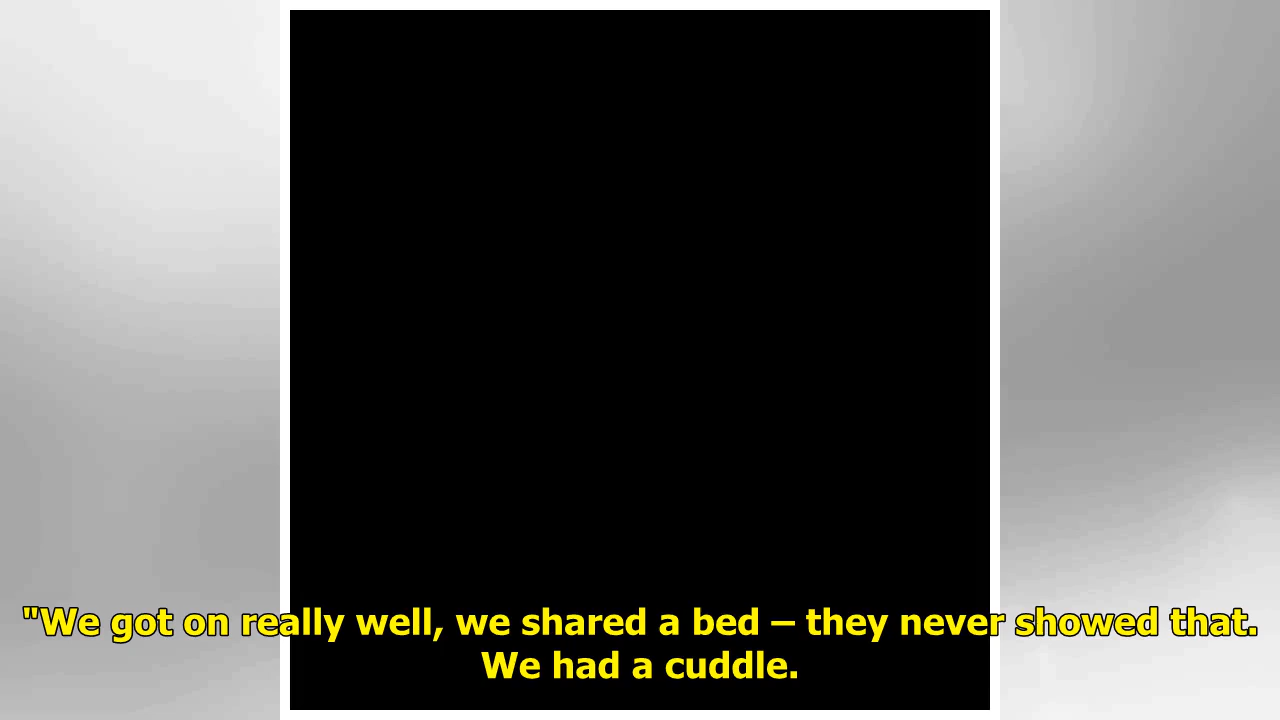 "We got on really well, we shared a bed – they never showed that.
We had a cuddle.